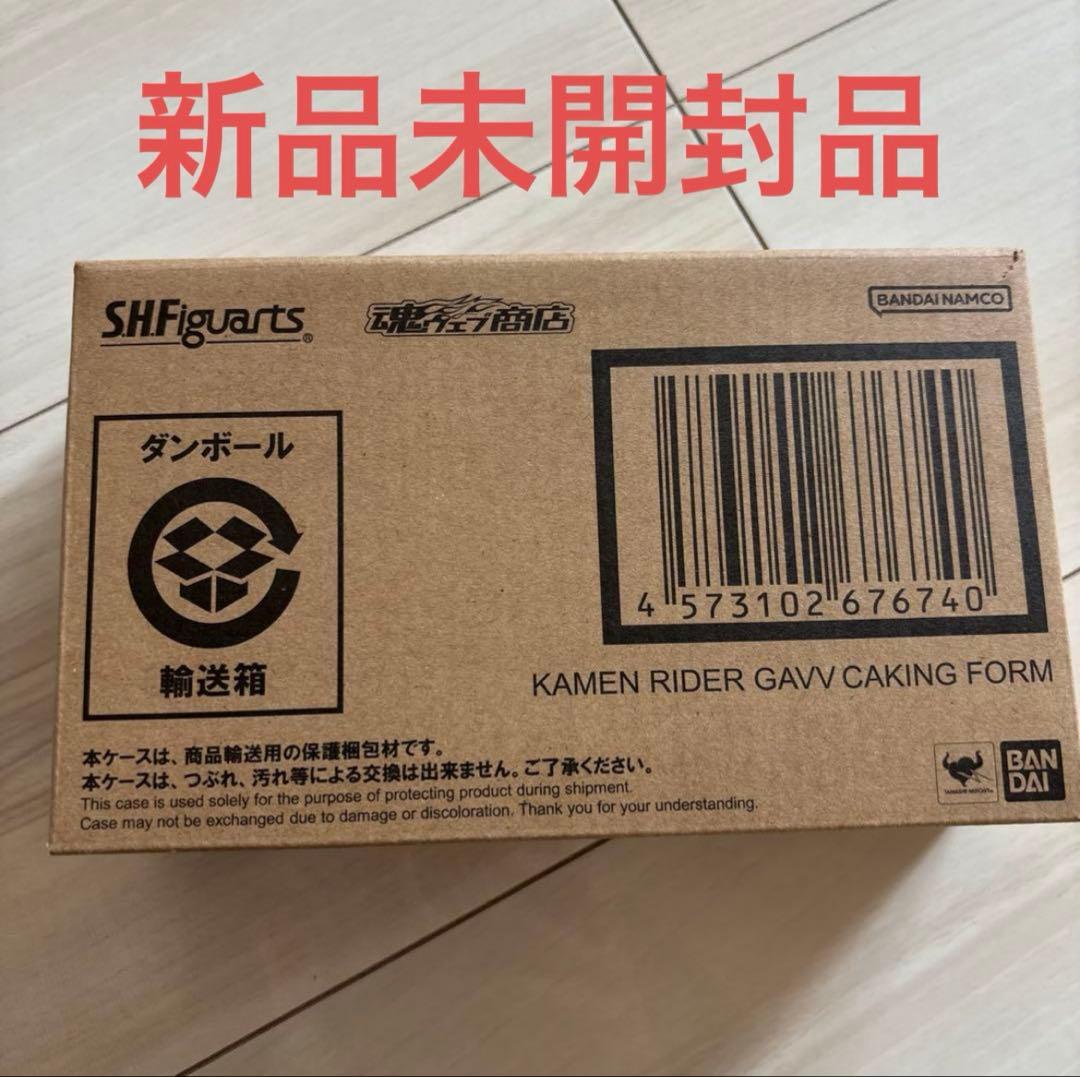 新品未開封品
S.H.Figuarts®
魂ウェブ商店
BANDAI NAMCO
ダンボール
輸送箱
4 573102 676740
KAMEN RIDER GAVV CAKING FORM
本ケースは、商品輸送用の保護梱包材です。
本ケースは、つぶれ、汚れ等による交換は出来ません。ご了承ください。
This case is used solely for the purpose of protecting product during shipment.
Case may not be exchanged due to damage or discoloration. Thank you for your understanding.
TAMASHII NATIONS
BAN
DAI